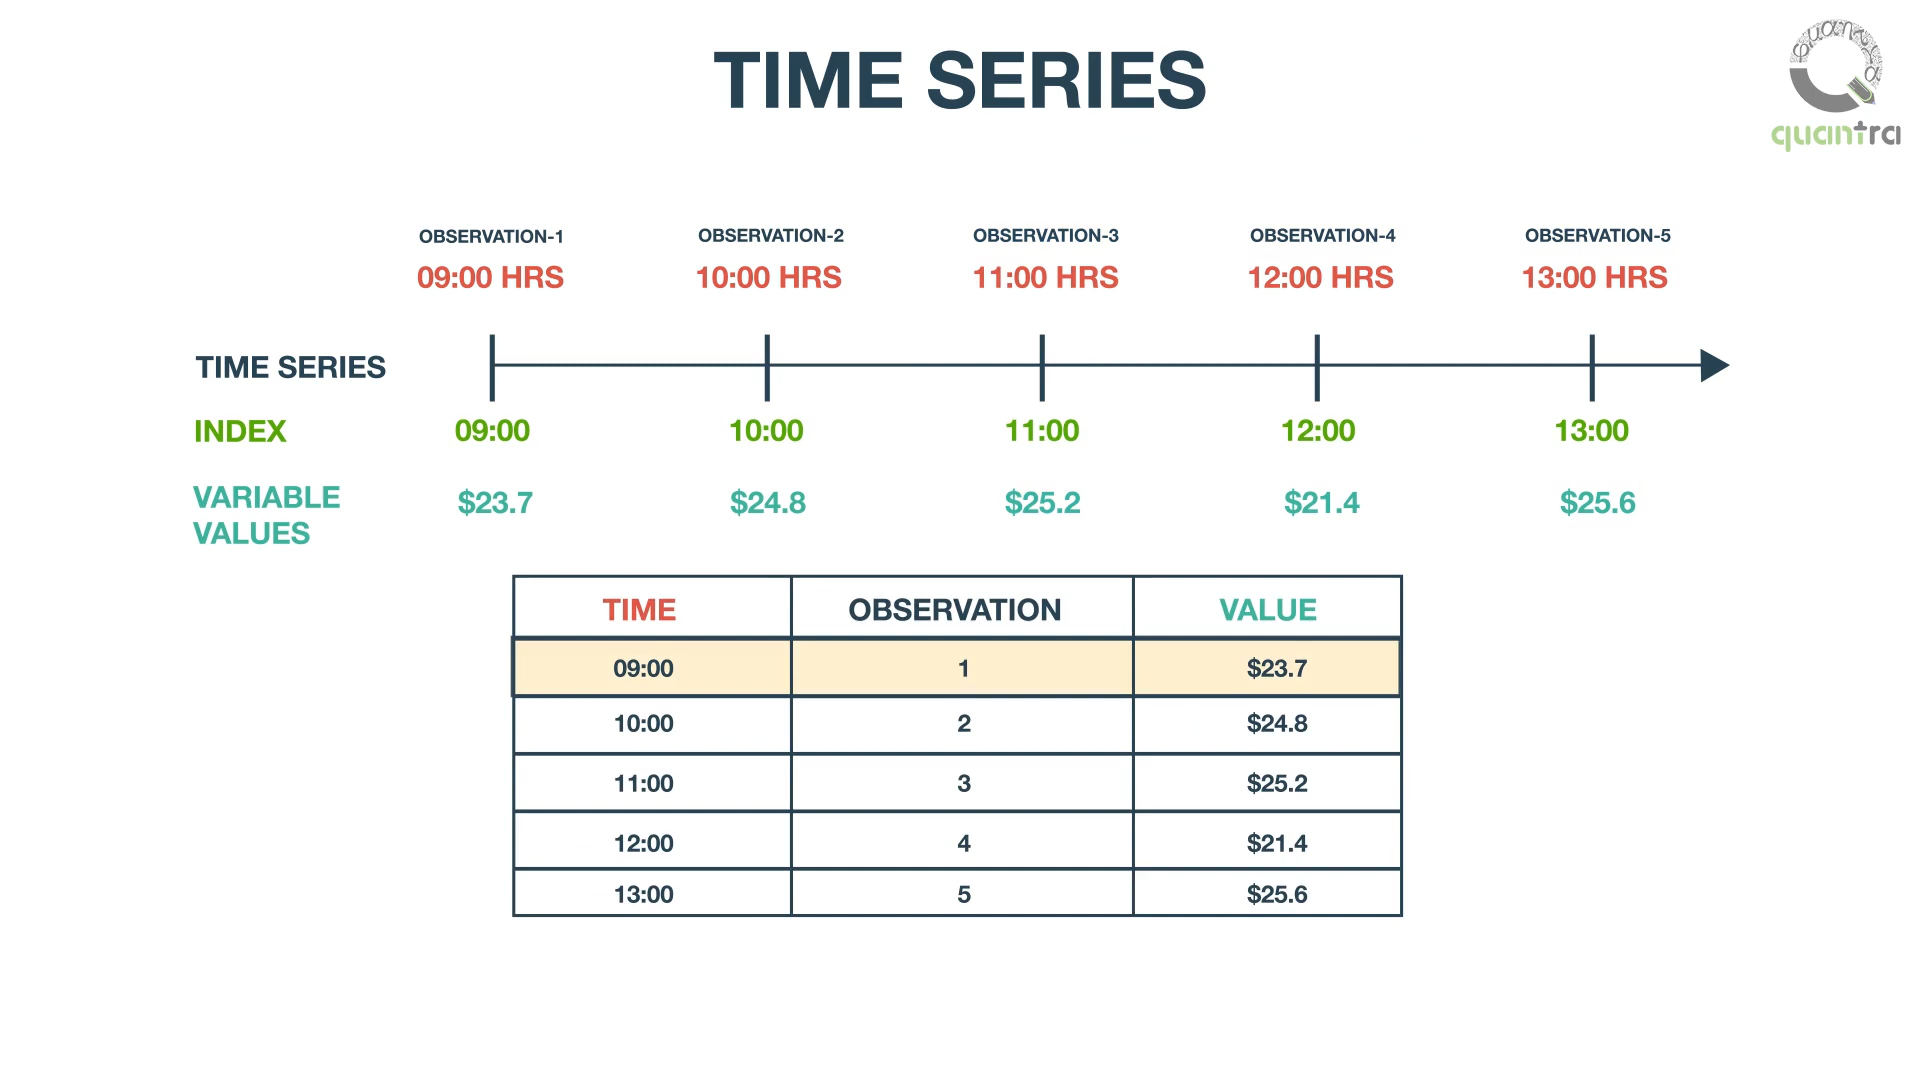 TIME SERIES
quantra
OBSERVATION-1 OBSERVATION-2 OBSERVATION-3 OBSERVATION-4 OBSERVATION-5
09:00 HRS 10:00 HRS 11:00 HRS 12:00 HRS 13:00 HRS
TIME SERIES
INDEX 09:00 10:00 11:00 12:00 13:00
VARIABLE
VALUES
$23.7 $24.8 $25.2 $21.4 $25.6
TIME OBSERVATION VALUE
09:00 1 $23.7
10:00 2 $24.8
11:00 3 $25.2
12:00 4 $21.4
13:00 5 $25.6